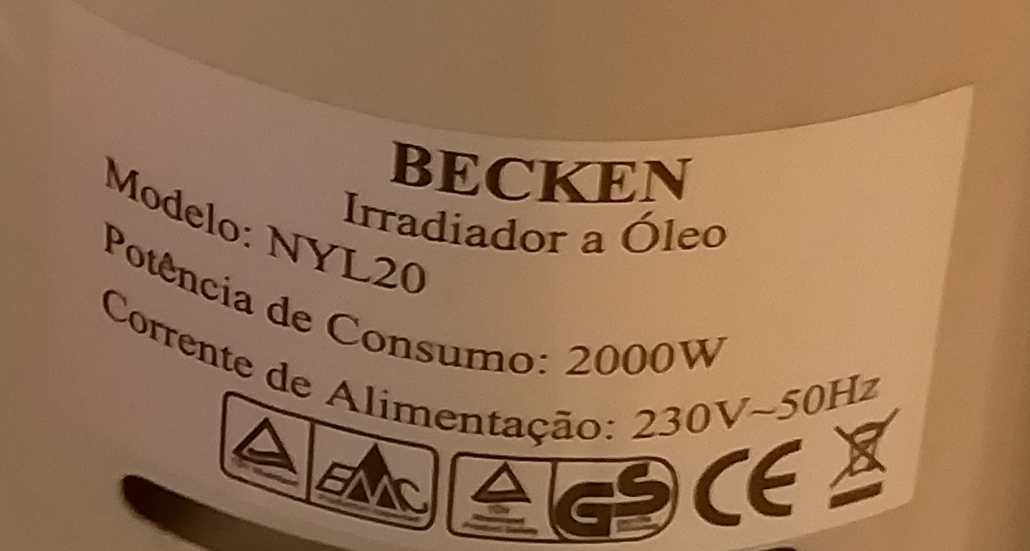 BECKEN
Irradiador a Óleo
Modelo: NYL20
Potência de Consumo: 2000W
Corrente de Alimentação: 230V~50Hz
EMC
GS
CE